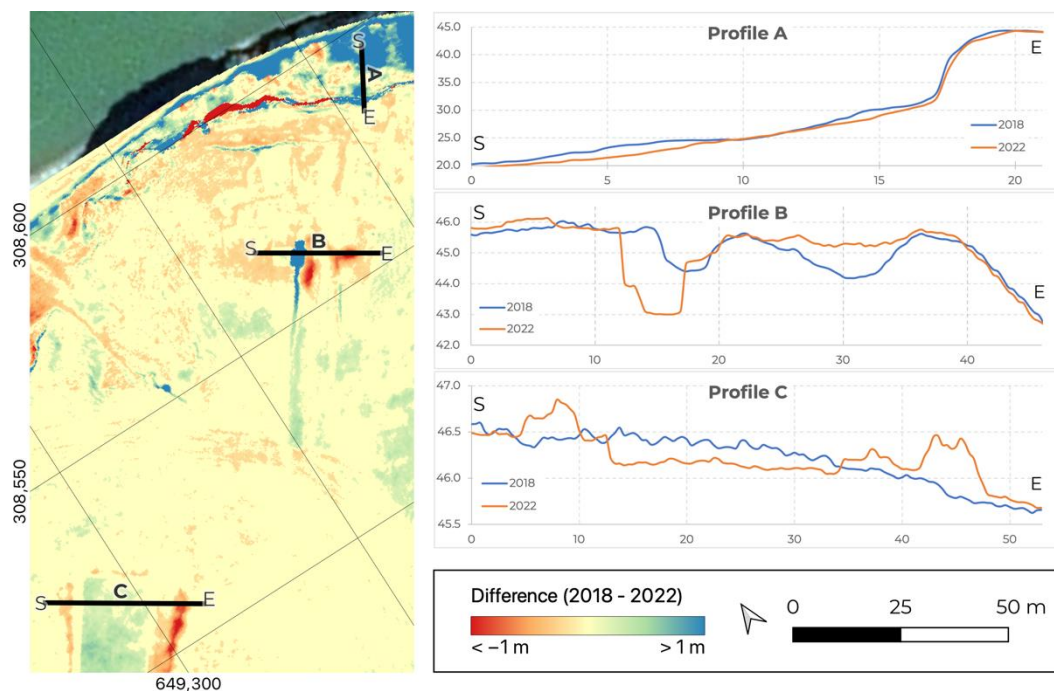 308,600
308,550
649,300
S
A
E
S
B
E
S
C
E
Profile A
45.0
40.0
35.0
30.0
25.0
20.0
S
E
2018
2022
0 5 10 15 20
Profile B
46.0
45.0
44.0
43.0
42.0
S
E
2018
2022
0 10 20 30 40
Profile C
47.0
46.5
46.0
45.5
S
E
2018
2022
0 10 20 30 40 50
Difference (2018 - 2022)
< −1 m > 1 m
0 25 50 m